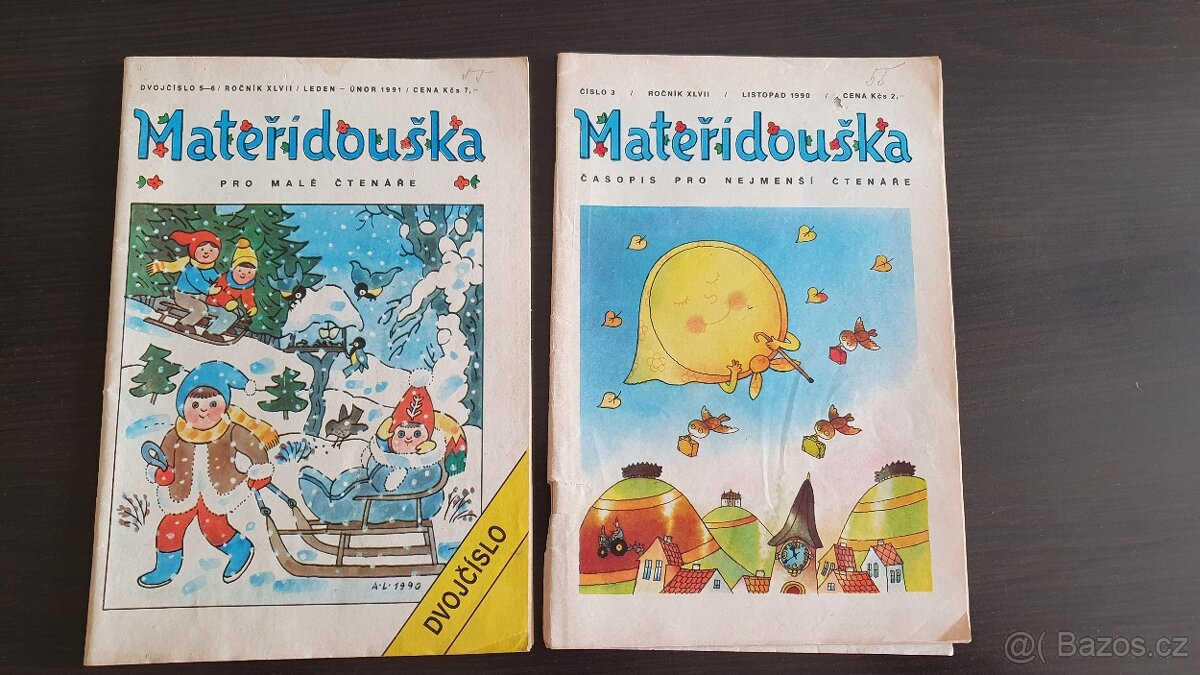 DVOJČÍSLO 5–6 / ROČNÍK XLVII / LEDEN – ÚNOR 1991 / CENA Kčs 7,–
Mateřídouška
PRO MALÉ ČTENÁŘE
A.L. 1990
DVOJČÍSLO
ČÍSLO 3 / ROČNÍK XLVII / LISTOPAD 1990 / CENA Kčs 2,–
Mateřídouška
ČASOPIS PRO NEJMENŠÍ ČTENÁŘE
@( Bazos.cz